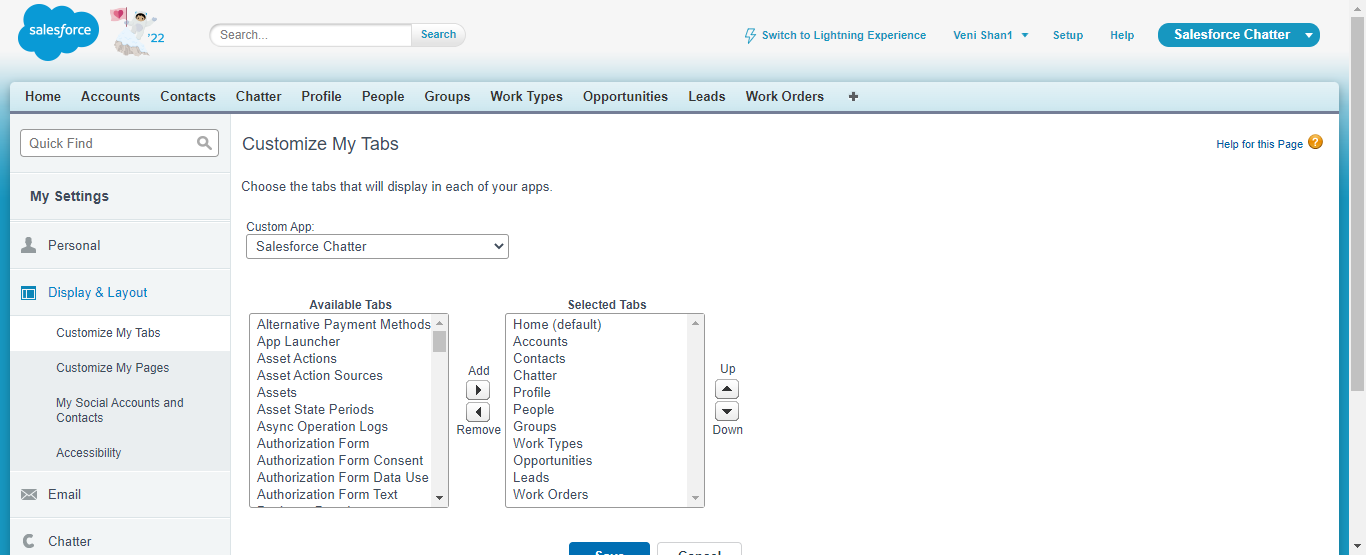 salesforce
'22
Search...
Search
Switch to Lightning Experience
Veni Shan1
Setup
Help
Salesforce Chatter
Home Accounts Contacts Chatter Profile People Groups Work Types Opportunities Leads Work Orders +
Quick Find
My Settings
Personal
Display & Layout
Customize My Tabs
Customize My Pages
My Social Accounts and
Contacts
Accessibility
Email
Chatter
Customize My Tabs
Help for this Page ?
Choose the tabs that will display in each of your apps.
Custom App:
Salesforce Chatter
Available Tabs
Alternative Payment Methods
App Launcher
Asset Actions
Asset Action Sources
Assets
Asset State Periods
Async Operation Logs
Authorization Form
Authorization Form Consent
Authorization Form Data Use
Authorization Form Text
Add
Remove
Selected Tabs
Home (default)
Accounts
Contacts
Chatter
Profile
People
Groups
Work Types
Opportunities
Leads
Work Orders
Up
Down
Save
Cancel